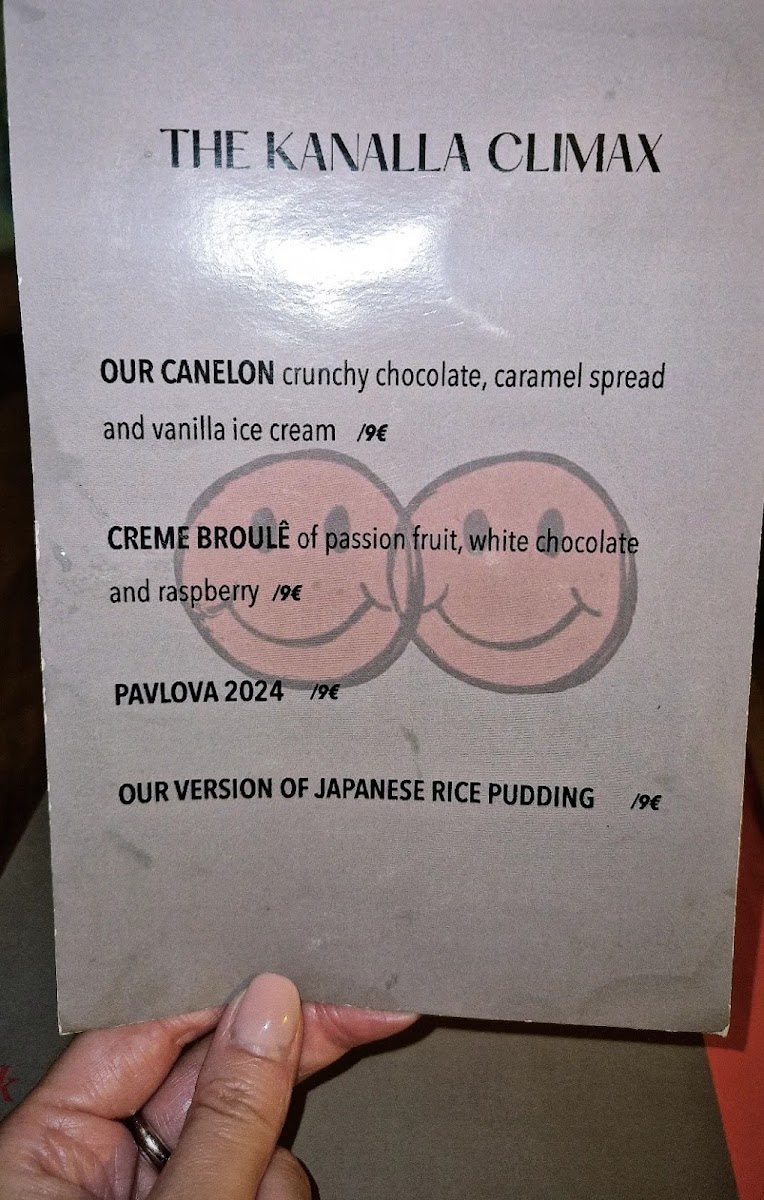 THE KANALLA CLIMAX
OUR CANELON crunchy chocolate, caramel spread
and vanilla ice cream /9€
CREME BROULÊ of passion fruit, white chocolate
and raspberry /9€
PAVLOVA 2024 /9€
OUR VERSION OF JAPANESE RICE PUDDING /9€